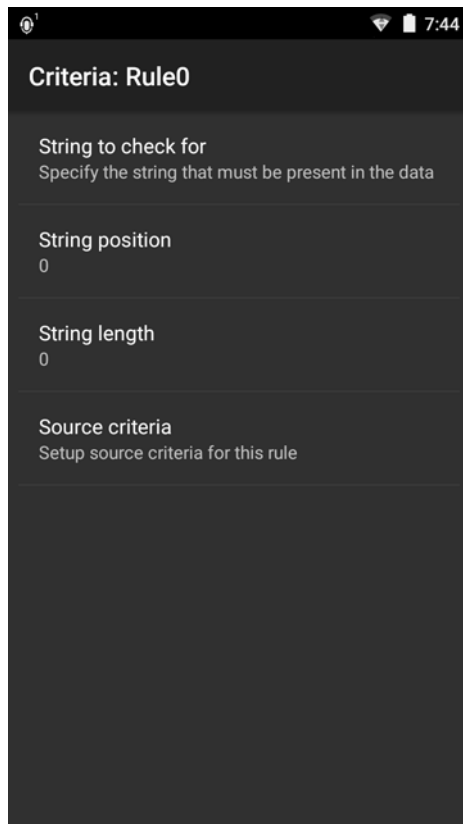 1
7:44
Criteria: Rule0
String to check for
Specify the string that must be present in the data
String position
0
String length
0
Source criteria
Setup source criteria for this rule